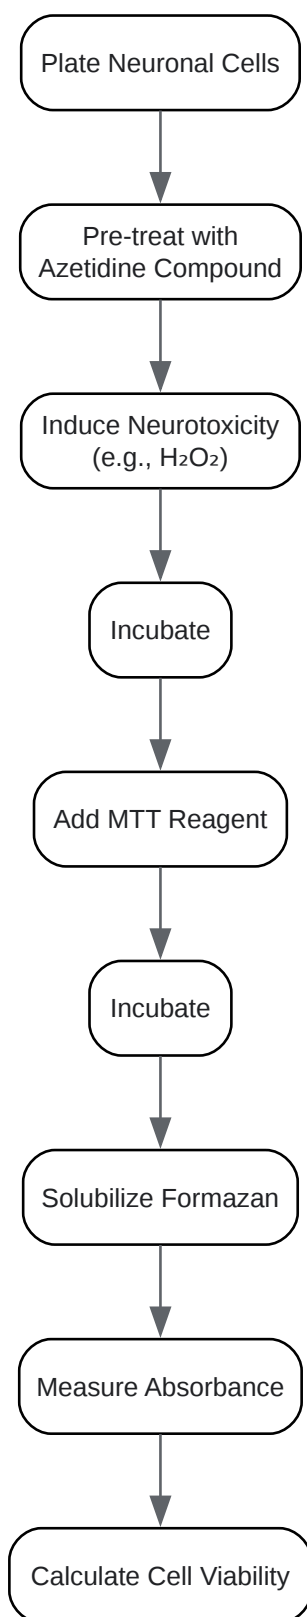 Plate Neuronal Cells
Pre-treat with
Azetidine Compound
Induce Neurotoxicity
(e.g., H₂O₂)
Incubate
Add MTT Reagent
Incubate
Solubilize Formazan
Measure Absorbance
Calculate Cell Viability